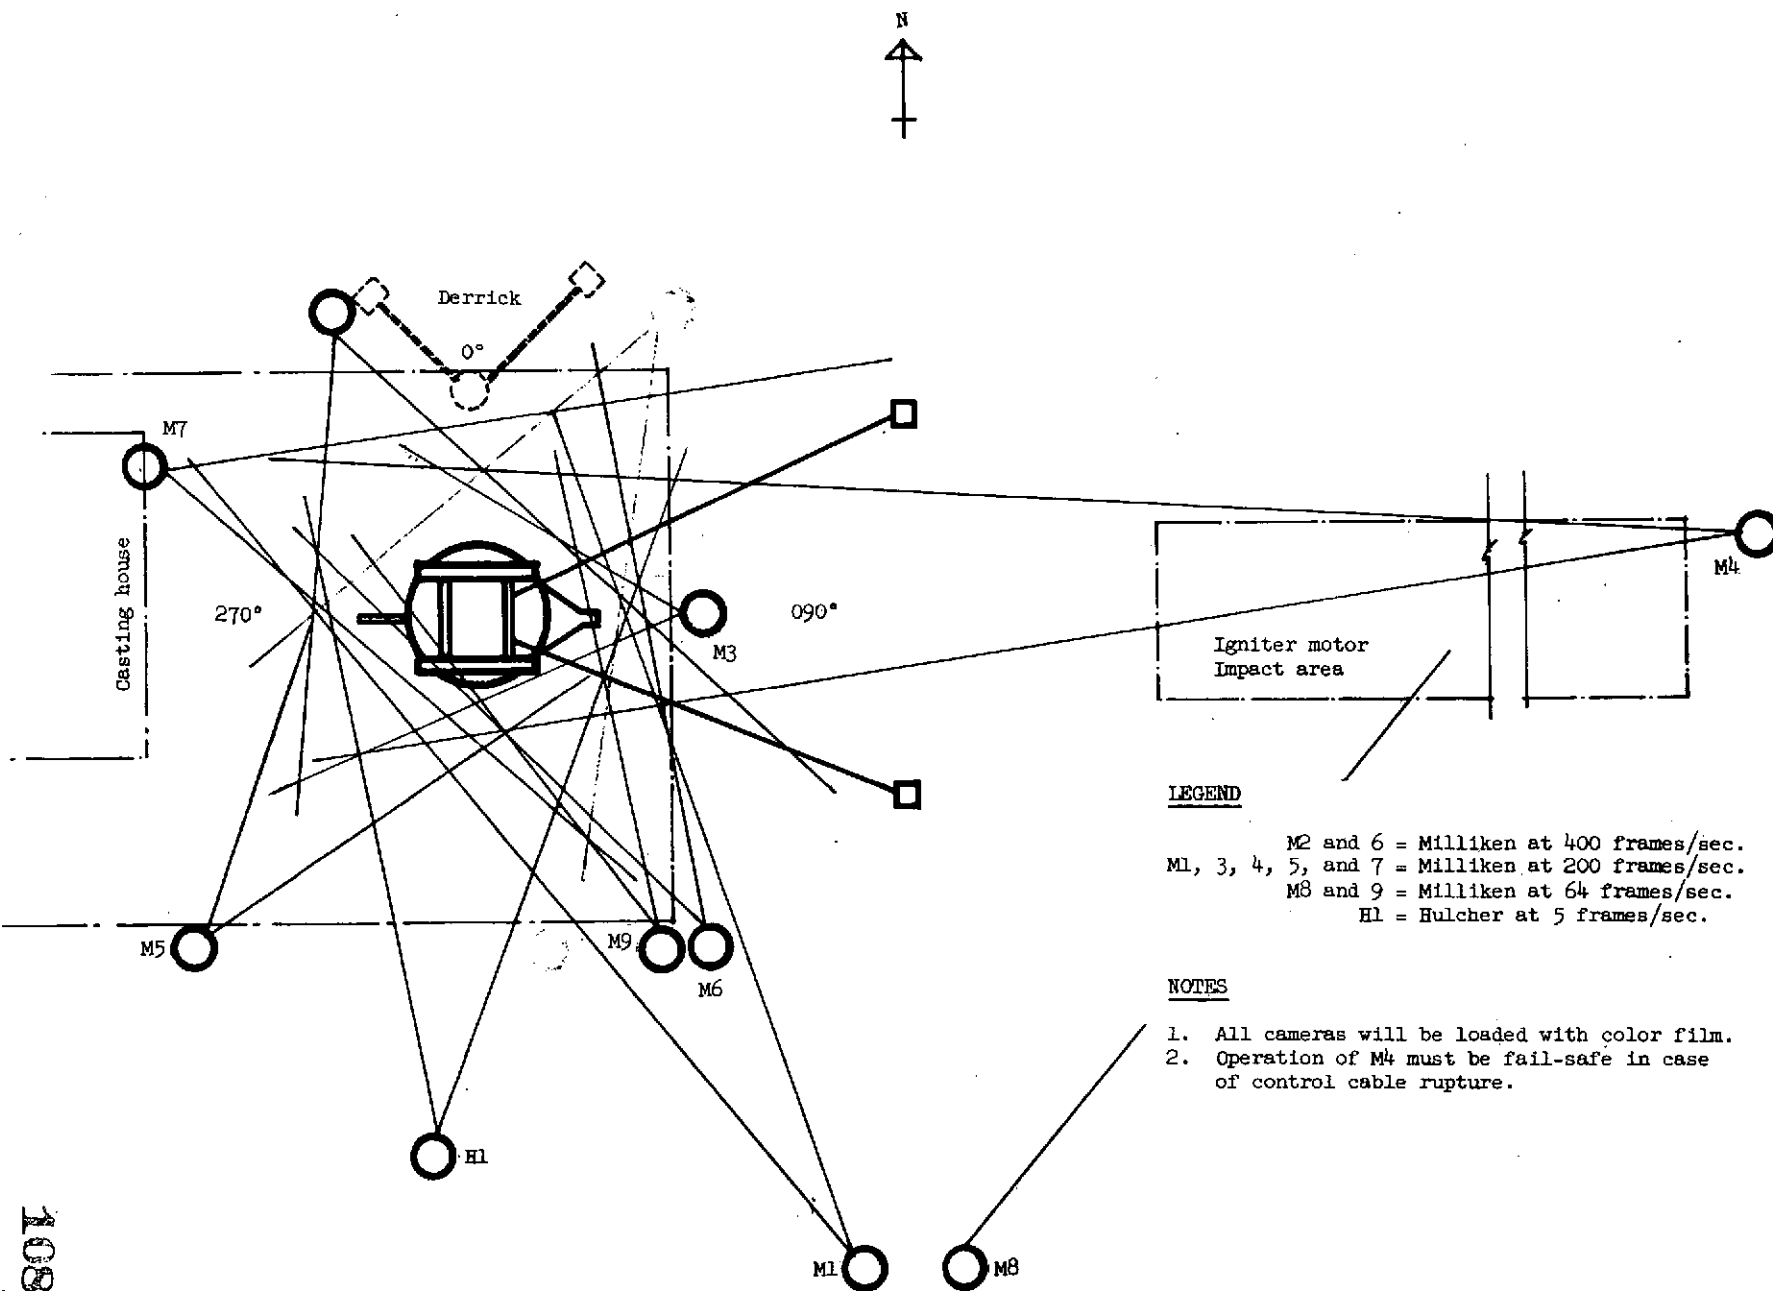 N
Derrick
0°
M7
Casting house
270°
090°
M3
M4
Igniter motor
Impact area
LEGEND
M2 and 6 = Milliken at 400 frames/sec.
M1, 3, 4, 5, and 7 = Milliken at 200 frames/sec.
M8 and 9 = Milliken at 64 frames/sec.
H1 = Hulcher at 5 frames/sec.
M5
M9
M6
NOTES
1. All cameras will be loaded with color film.
2. Operation of M4 must be fail-safe in case
of control cable rupture.
H1
M1
M8
108